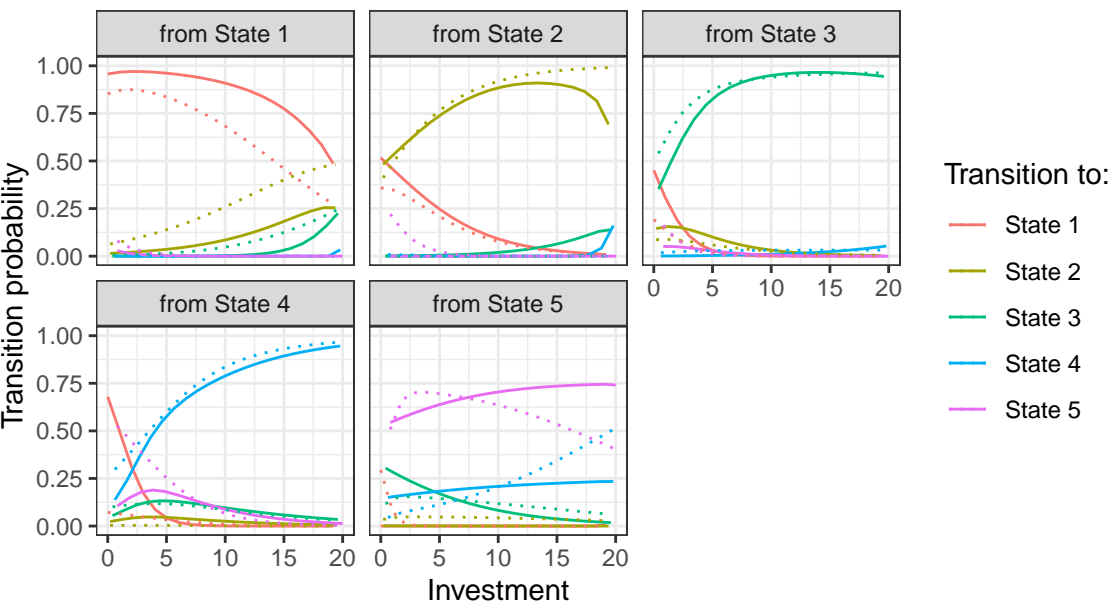 from State 1
from State 2
from State 3
1.00
0.75
0.50
0.25
0.00
0 5 10 15 20
from State 4
from State 5
1.00
0.75
0.50
0.25
0.00
0 5 10 15 20
0 5 10 15 20
Transition probability
Investment
Transition to:
State 1
State 2
State 3
State 4
State 5